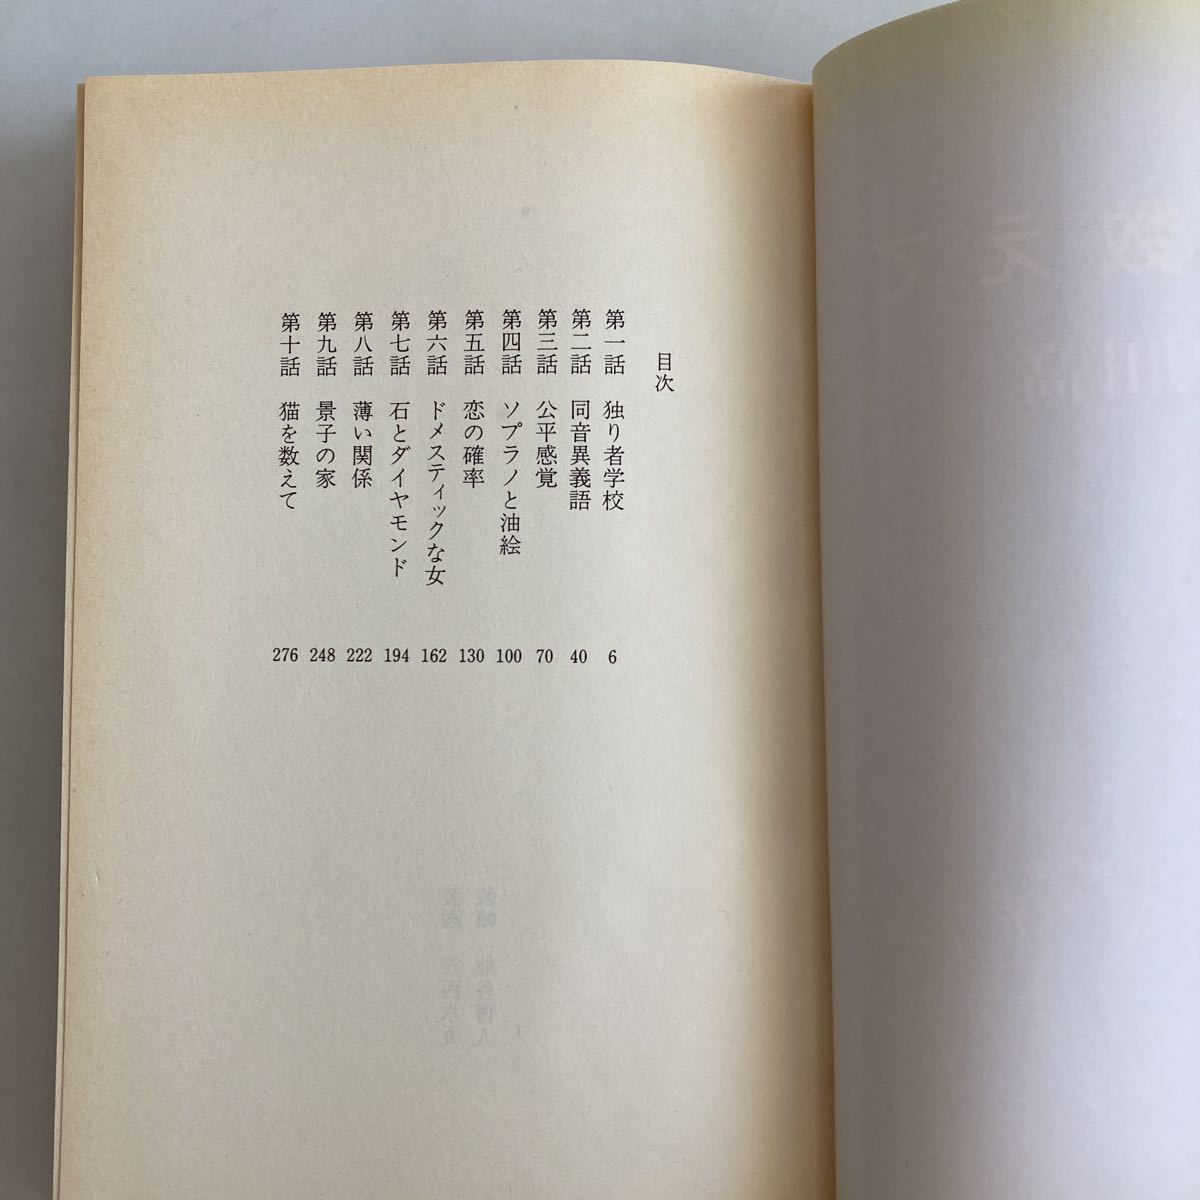 目次
第一話 独り者学校 6
第二話 同音異義語 40
第三話 公平感覚 70
第四話 ソプラノと油絵 100
第五話 恋の確率 130
第六話 ドメスティックな女 162
第七話 石とダイヤモンド 194
第八話 薄い関係 222
第九話 景子の家 248
第十話 猫を数えて 276
数えて